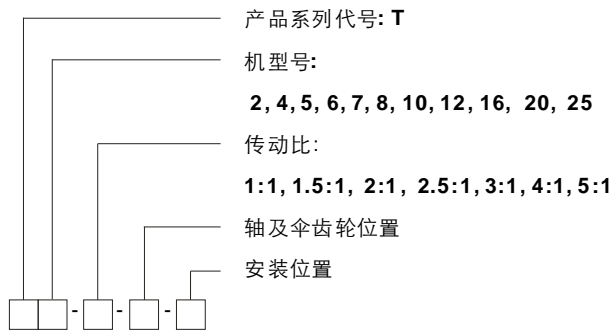 产品系列代号: T
机型号:
2, 4, 5, 6, 7, 8, 10, 12, 16, 20, 25
传动比:
1:1, 1.5:1, 2:1, 2.5:1, 3:1, 4:1, 5:1
轴及伞齿轮位置
安装位置
- - -